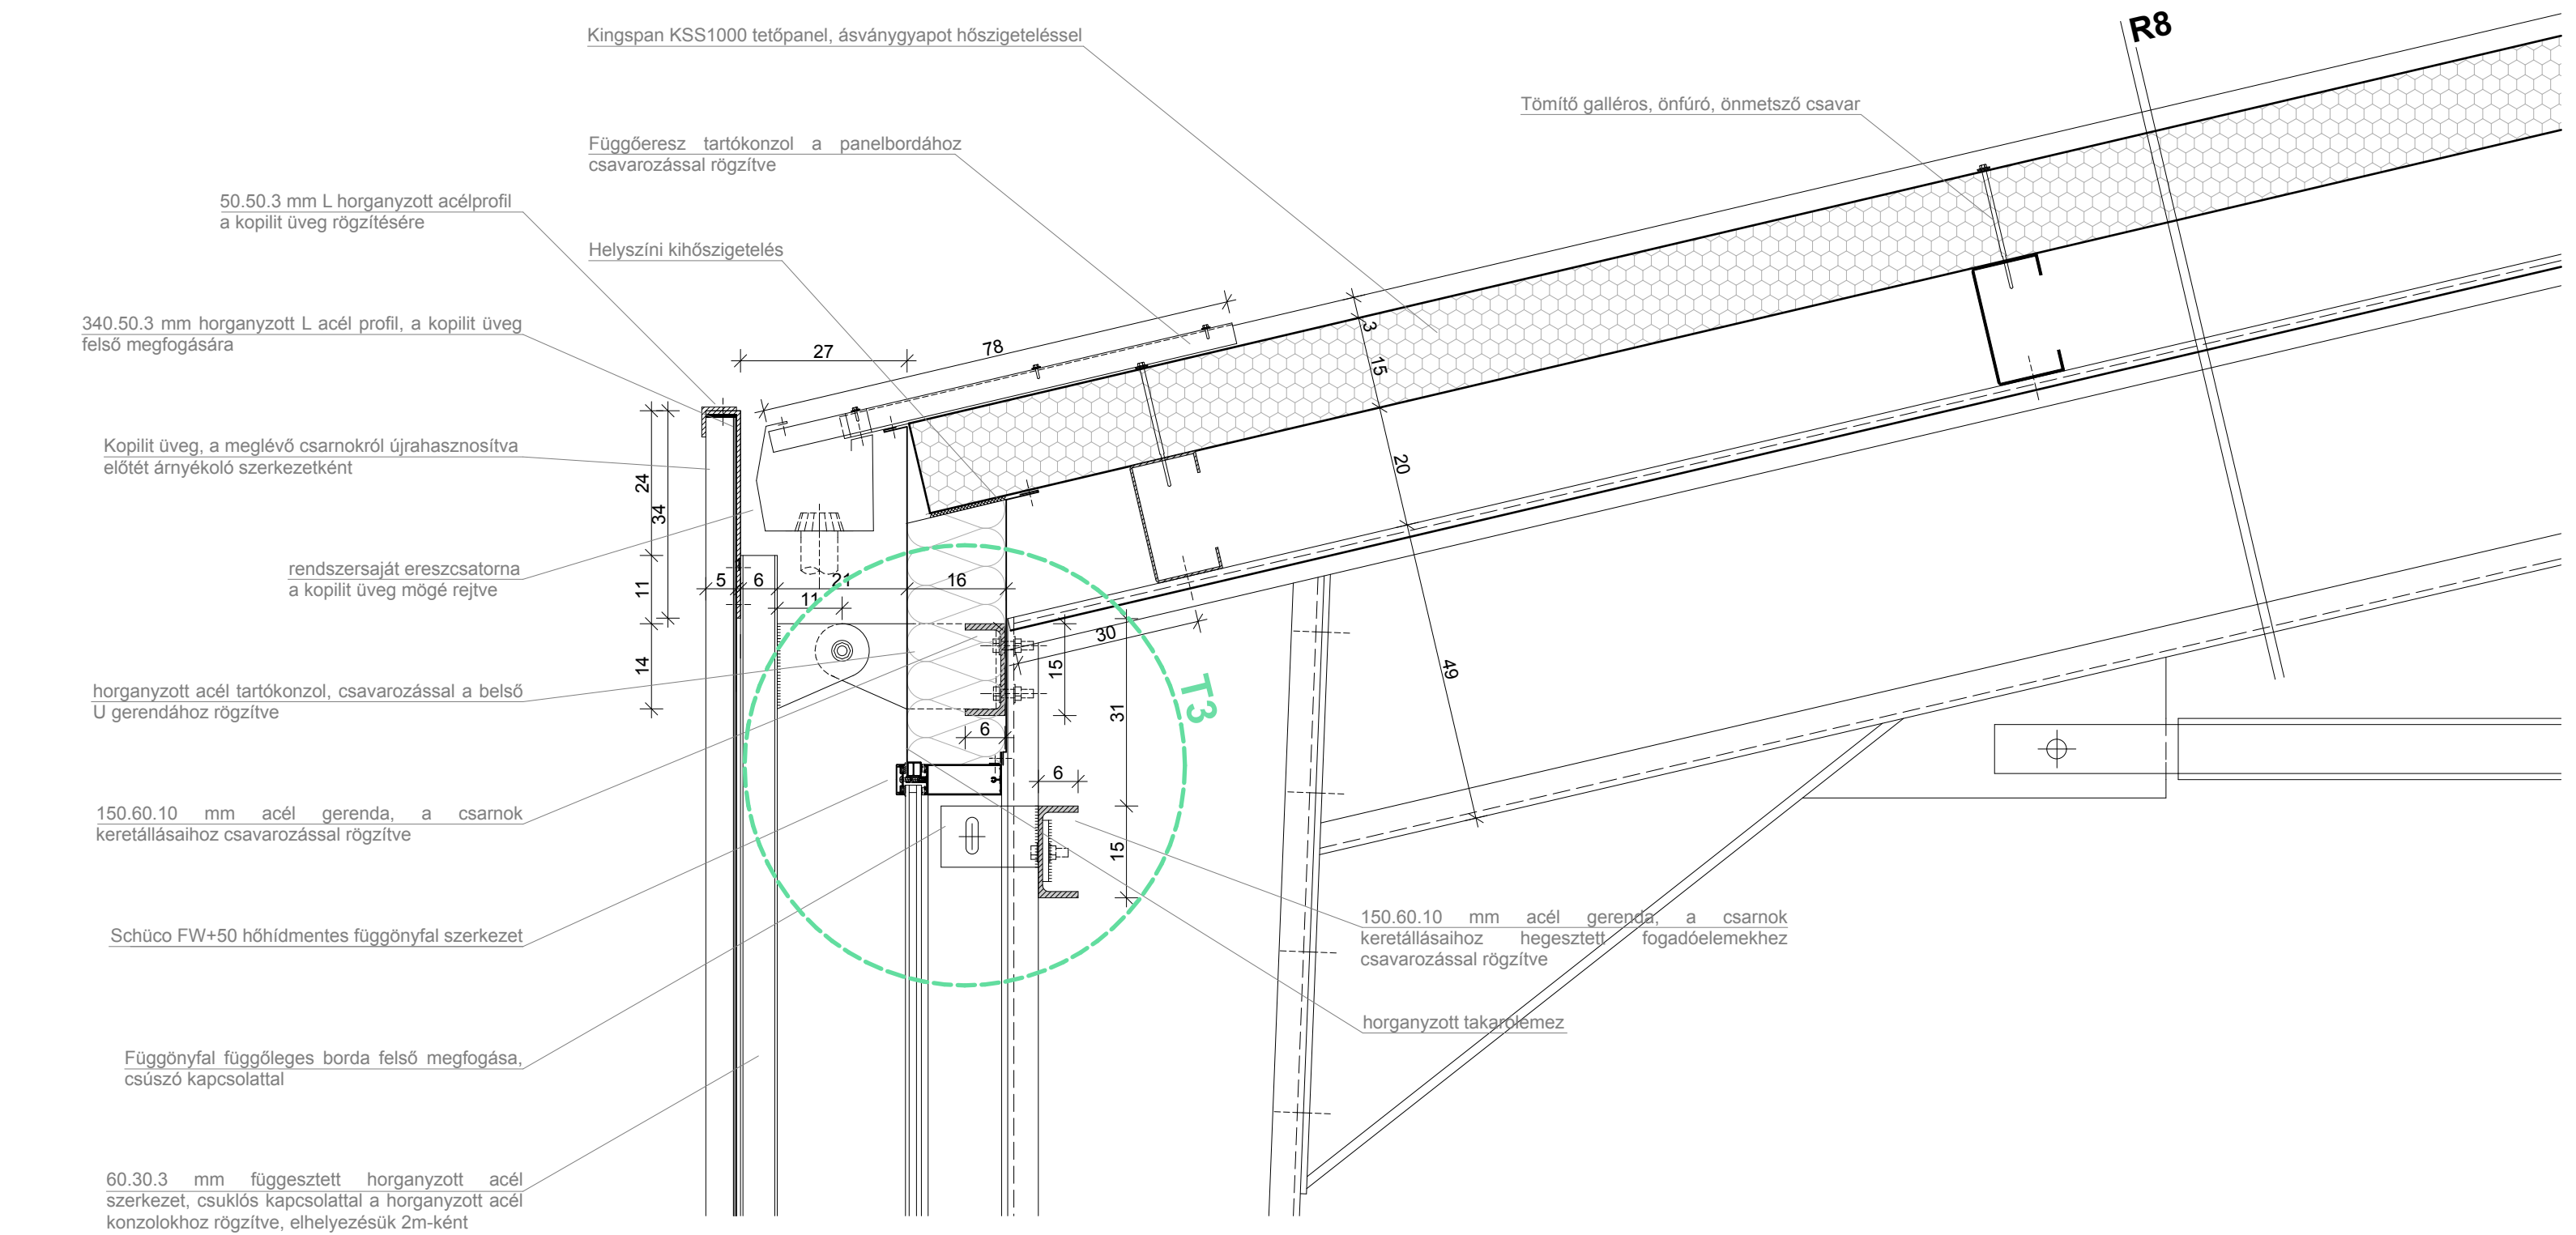 R8
Kingspan KSS1000 tetőpanel, ásványgyapot hőszigeteléssel
Tömítő galléros, önfúró, önmetsző csavar
Függőeresz tartókonzol a panelbordához
csavarozással rögzítve
50.50.3 mm L horganyzott acélprofil
a kopilit üveg rögzítésére
Helyszíni kihőszigetelés
340.50.3 mm horganyzott L acél profil, a kopilit üveg
felső megfogására
Kopilit üveg, a meglévő csarnokról újrahasznosítva
előtét árnyékoló szerkezetként
rendszersaját ereszcsatorna
a kopilit üveg mögé rejtve
horganyzott acél tartókonzol, csavarozással a belső
U gerendához rögzítve
150.60.10 mm acél gerenda, a csarnok
keretállásaihoz csavarozással rögzítve
Schüco FW+50 hőhídmentes függönyfal szerkezet
Függönyfal függőleges borda felső megfogása,
csúszó kapcsolattal
60.30.3 mm függesztett horganyzott acél
szerkezet, csuklós kapcsolattal a horganyzott acél
konzolokhoz rögzítve, elhelyezésük 2m-ként
150.60.10 mm acél gerenda, a csarnok
keretállásaihoz hegesztett fogadóelemekhez
csavarozással rögzítve
horganyzott takarólemez
T3
27
78
3
15
20
49
24
34
11
14
5
6
21
16
11
30
15
31
6
6
15